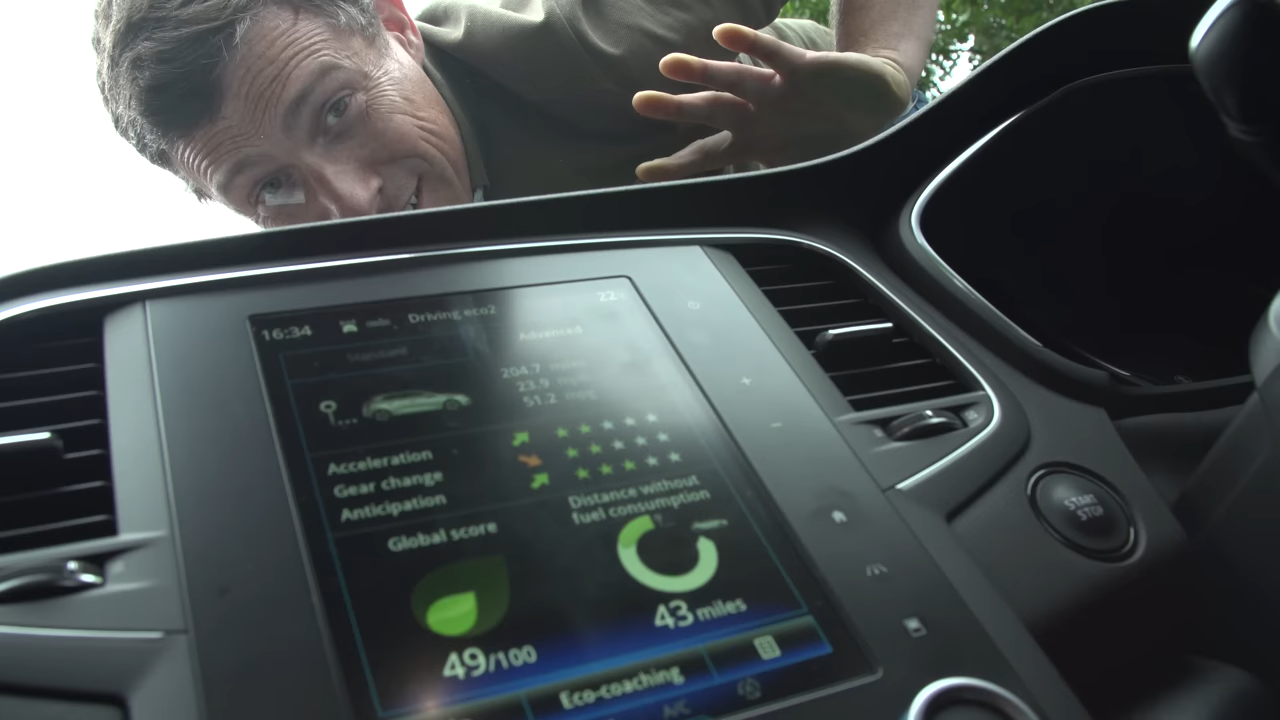 16:34
Driving eco2
22
Standard
Advanced
204.7 miles
23.9 mph
51.2 mpg
Acceleration
Gear change
Anticipation
Global score
Distance without
fuel consumption
49/100
43 miles
Eco-coaching
A/C
START
STOP